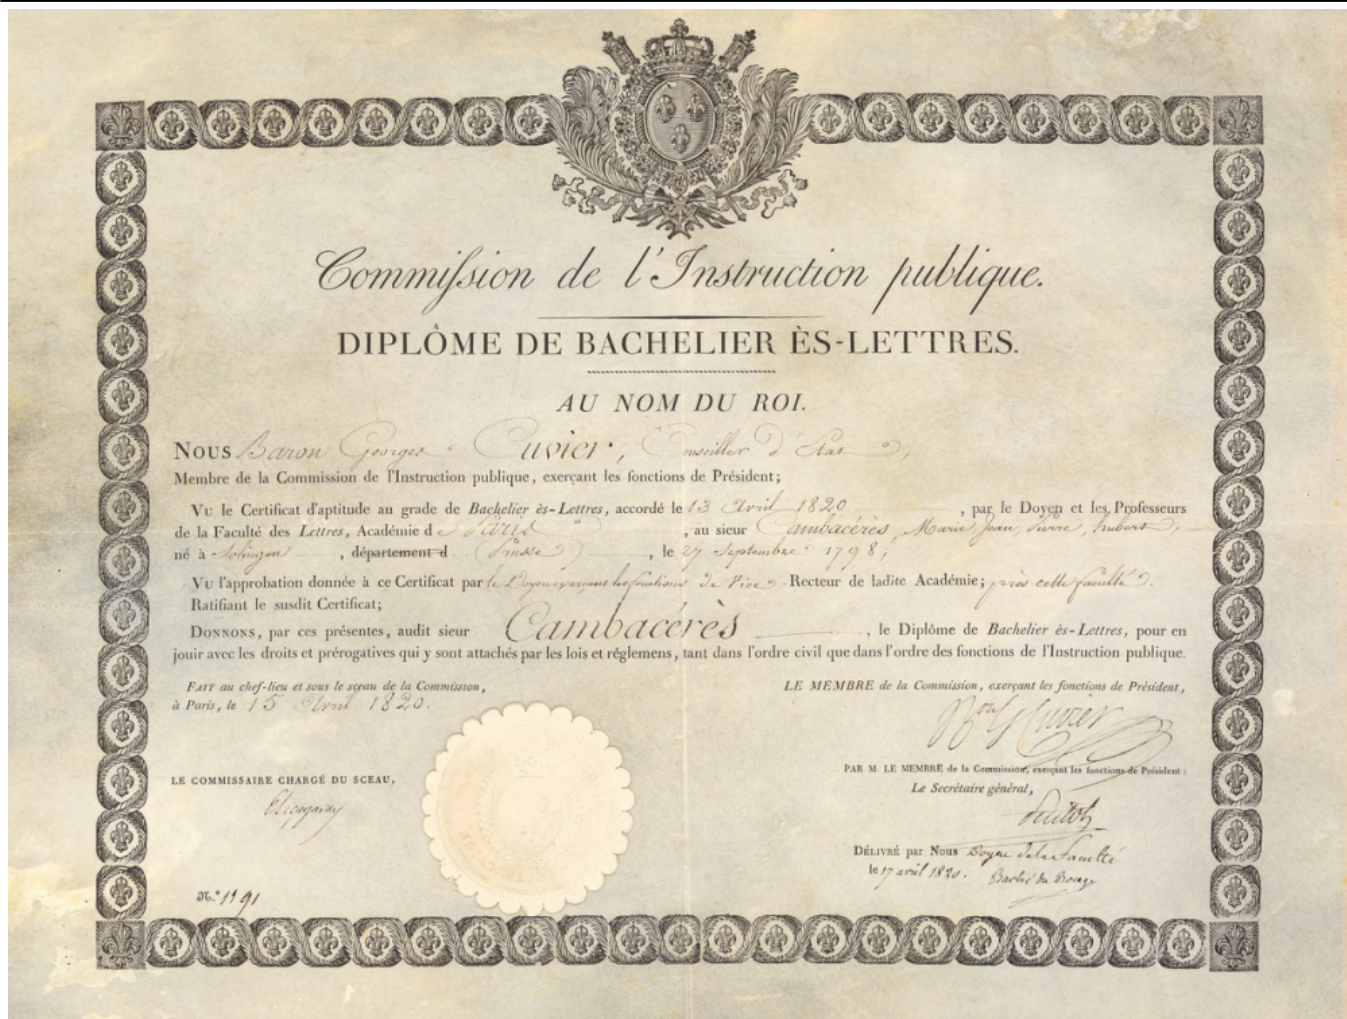 Commiſsion de l'Instruction publique.
DIPLÔME DE BACHELIER ÈS-LETTRES.
AU NOM DU ROI.
NOUS Baron Georges Cuvier, Conseiller d'Etat,
Membre de la Commission de l'Instruction publique, exerçant les fonctions de Président;
VU le Certificat d'aptitude au grade de Bachelier ès-Lettres, accordé le 13 Avril 1820, par le Doyen et les Professeurs
de la Faculté des Lettres, Académie de Paris, au sieur Cambacérès, Marie Jean, Pierre, hubert,
né à Solingen, département d (Prusse), le 27 Septembre 1798;
VU l'approbation donnée à ce Certificat par le Doyen exerçant les fonctions de Vice-Recteur de ladite Académie; près cette faculté.
Ratifiant le susdit Certificat;
DONNONS, par ces présentes, audit sieur Cambacérès, le Diplôme de Bachelier ès-Lettres, pour en
jouir avec les droits et prérogatives qui y sont attachés par les lois et réglemens, tant dans l'ordre civil que dans l'ordre des fonctions de l'Instruction publique.
FAIT au chef-lieu et sous le sceau de la Commission,
à Paris, le 15 Avril 1820.
LE MEMBRE de la Commission, exerçant les fonctions de Président,
Bon G Cuvier
LE COMMISSAIRE CHARGÉ DU SCEAU,
PAR M. LE MEMBRE de la Commission, exerçant les fonctions de Président:
Le Secrétaire général,
DÉLIVRÉ par Nous Doyen de la Faculté
le 17 avril 1820. Barbié du Bocage
N.º 1191